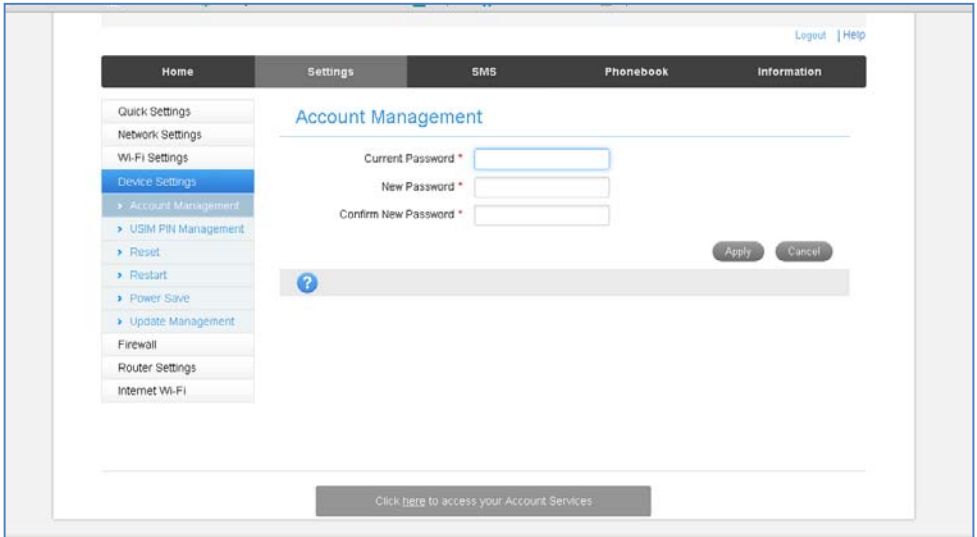 Logout | Help
Home Settings SMS Phonebook Information
Quick Settings
Network Settings
Wi-Fi Settings
Device Settings
Account Management
USIM PIN Management
Reset
Restart
Power Save
Update Management
Firewall
Router Settings
Internet Wi-Fi
Account Management
Current Password *
New Password *
Confirm New Password *
Apply Cancel
?
Click here to access your Account Services